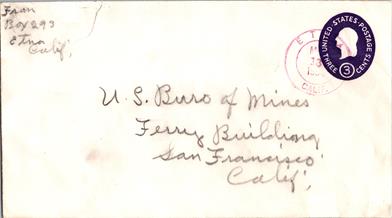 Fran
Box 293
Etna
Calif,
ETNA
M
CALIF.
UNITED STATES POSTAGE
THREE 3 CENTS
U.S. Buro of Mines
Ferry Building
San Francisco
Calif,